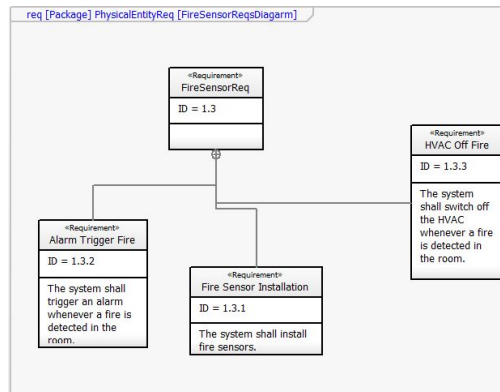 req [Package] PhysicalEntityReq [FireSensorReqsDiagarm]
«Requirement»
FireSensorReq
ID = 1.3
«Requirement»
HVAC Off Fire
ID = 1.3.3
The system
shall switch off
the HVAC
whenever a fire
is detected in
the room.
«Requirement»
Alarm Trigger Fire
ID = 1.3.2
The system shall
trigger an alarm
whenever a fire is
detected in the
room.
«Requirement»
Fire Sensor Installation
ID = 1.3.1
The system shall install
fire sensors.